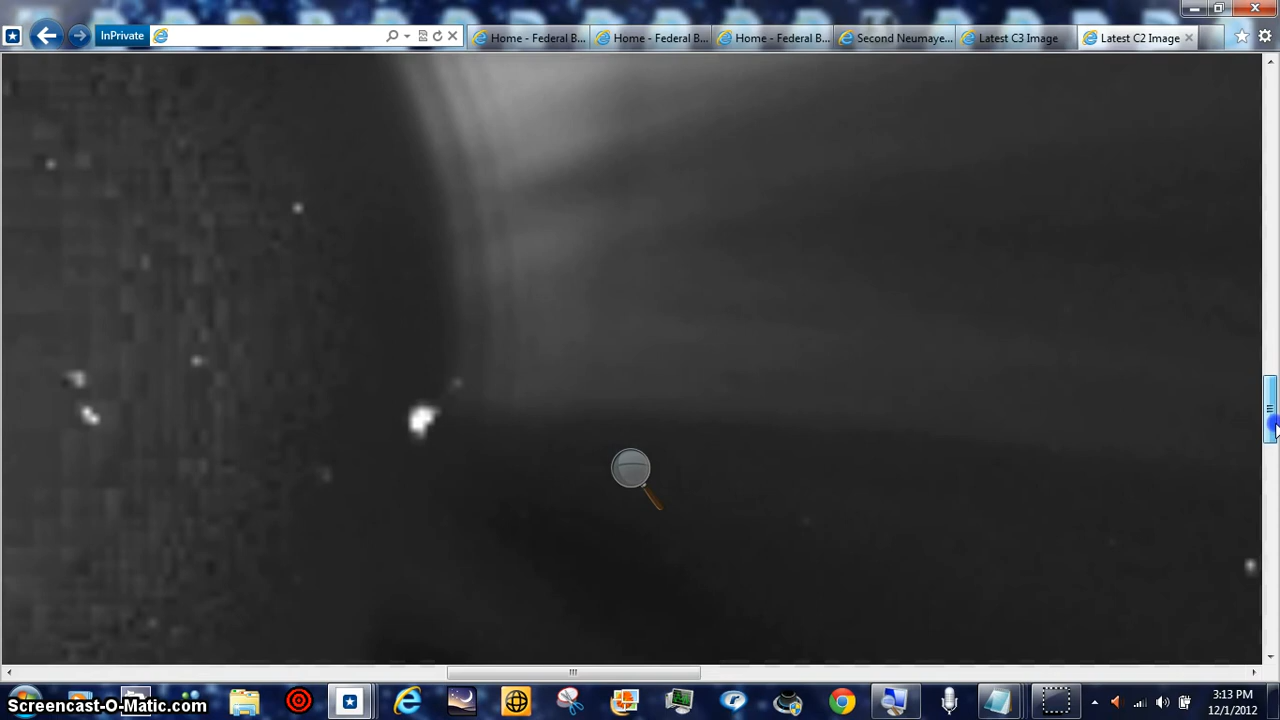 InPrivate
Home - Federal B...
Home - Federal B...
Home - Federal B...
Second Neumaye...
Latest C3 Image
Latest C2 Image
3:13 PM
Screencast-O-Matic.com
12/1/2012